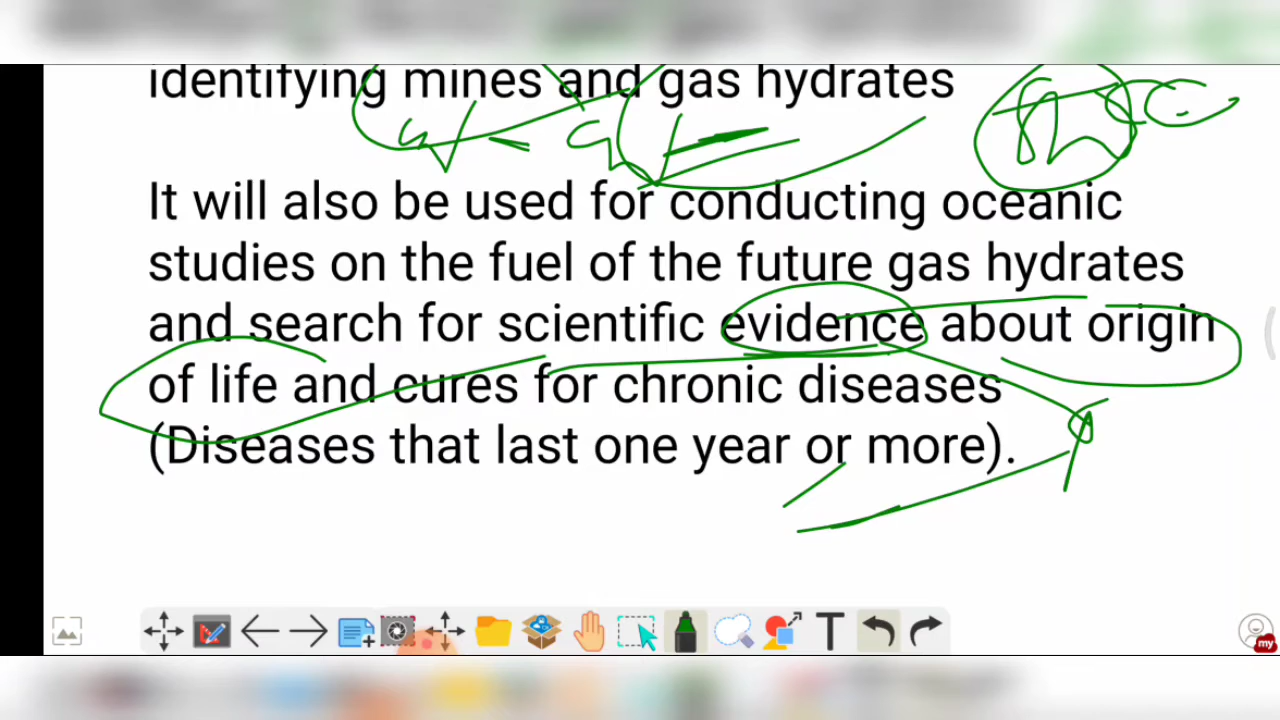 identifying mines and gas hydrates
It will also be used for conducting oceanic
studies on the fuel of the future gas hydrates
and search for scientific evidence about origin
of life and cures for chronic diseases
(Diseases that last one year or more).
T
my